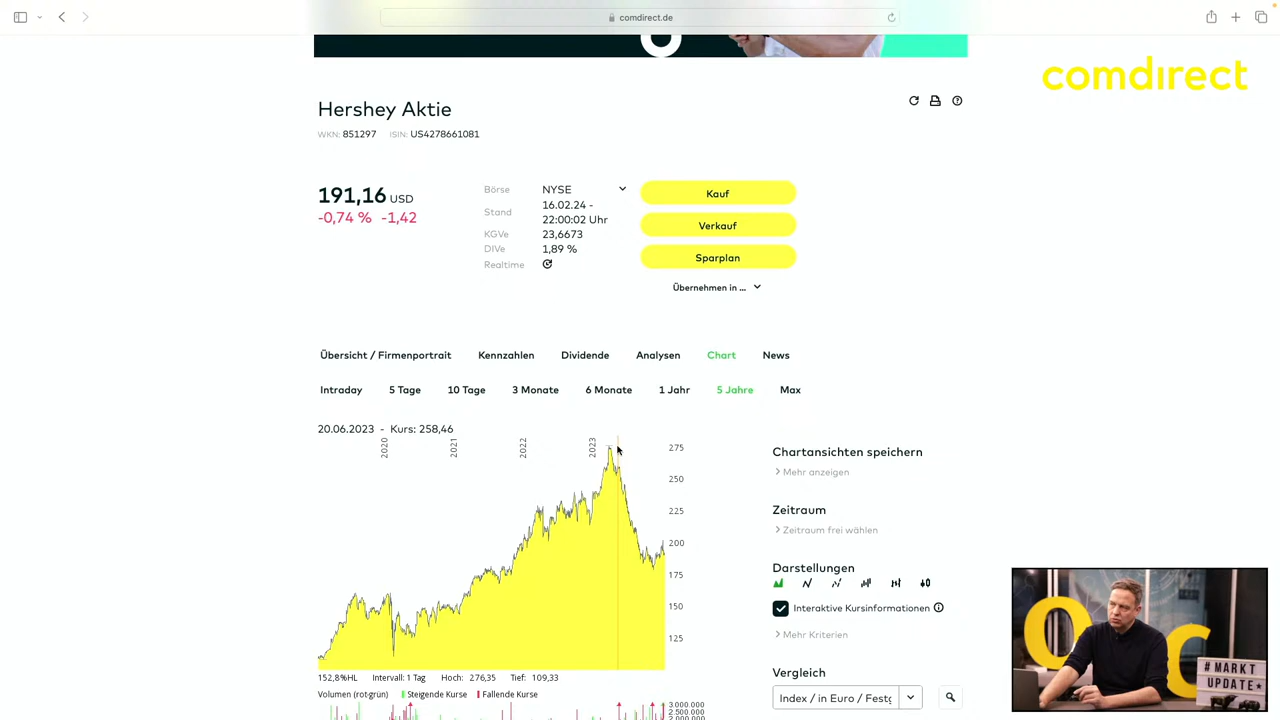 comdirect.de
comdırect
Hershey Aktie
WKN: 851297 ISIN: US4278661081
191,16 USD
-0,74 % -1,42
Börse NYSE
Stand 16.02.24 -
22:00:02 Uhr
KGVe 23,6673
DIVe 1,89 %
Realtime
Kauf
Verkauf
Sparplan
Übernehmen in ...
Übersicht / Firmenportrait Kennzahlen Dividende Analysen Chart News
Intraday 5 Tage 10 Tage 3 Monate 6 Monate 1 Jahr 5 Jahre Max
20.06.2023 - Kurs: 258,46
2020 2021 2022 2023
275
250
225
200
175
150
125
152,8%HL Intervall: 1 Tag Hoch: 276,35 Tief: 109,33
Volumen (rot-grün) Steigende Kurse Fallende Kurse
3.000.000
2.500.000
Chartansichten speichern
Mehr anzeigen
Zeitraum
Zeitraum frei wählen
Darstellungen
Interaktive Kursinformationen
Mehr Kriterien
Vergleich
Index / in Euro / Festg
#MARKT
UPDATE